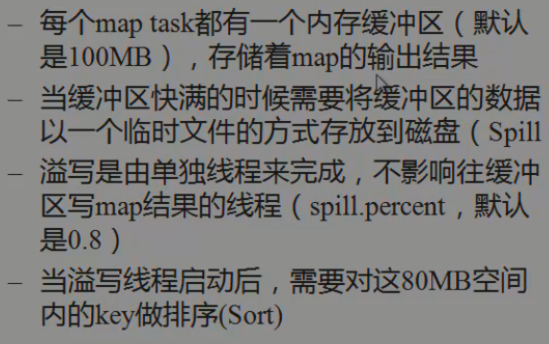 – 每个map task都有一个内存缓冲区（默认
是100MB），存储着map的输出结果
– 当缓冲区快满的时候需要将缓冲区的数据
以一个临时文件的方式存放到磁盘（Spill
– 溢写是由单独线程来完成，不影响往缓冲
区写map结果的线程（spill.percent，默认
是0.8）
– 当溢写线程启动后，需要对这80MB空间
内的key做排序(Sort)